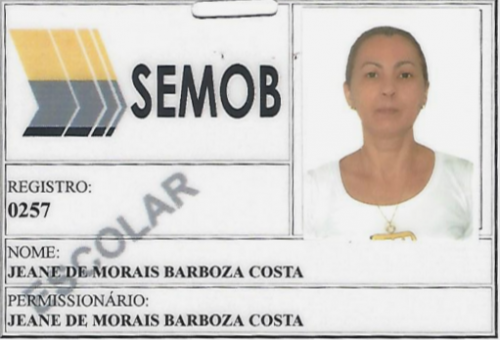 SEMOB
REGISTRO:
0257
ESCOLAR
NOME:
JEANE DE MORAIS BARBOZA COSTA
PERMISSIONÁRIO:
JEANE DE MORAIS BARBOZA COSTA